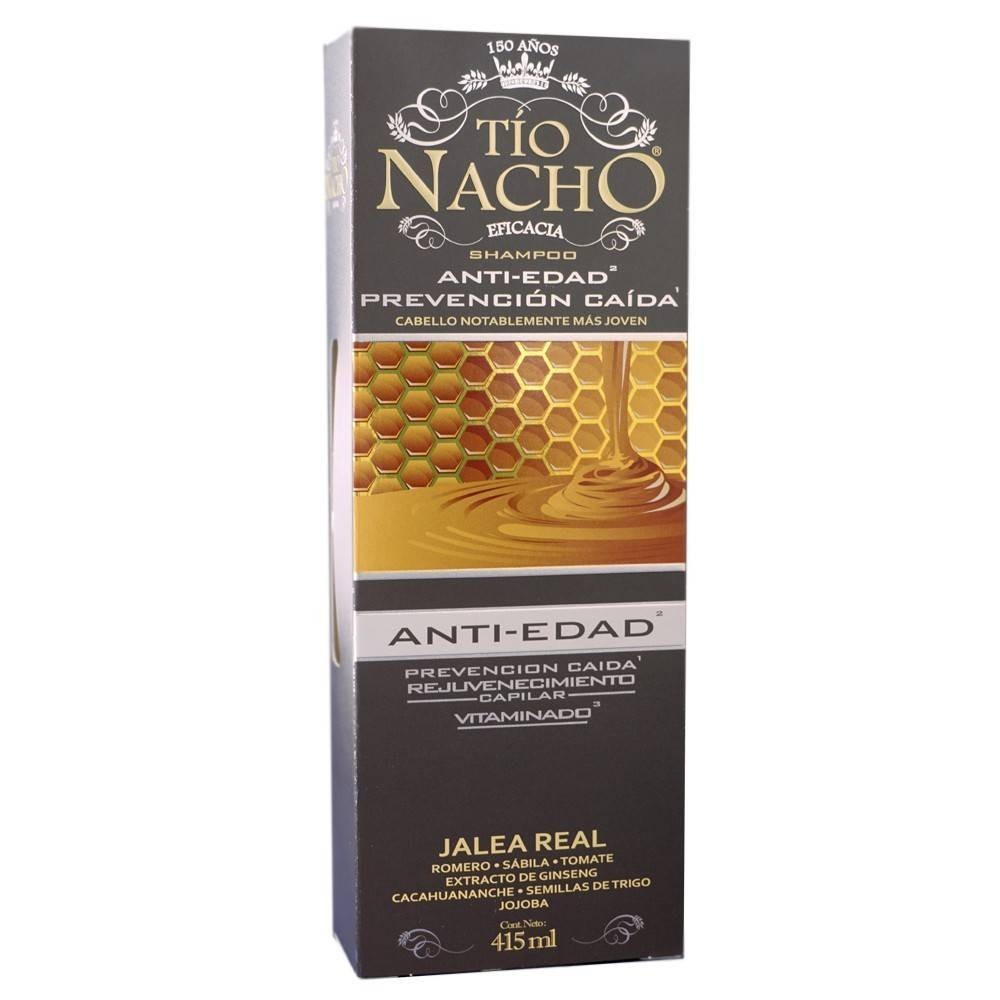 150 AÑOS
TÍO
NACHO®
EFICACIA
SHAMPOO
ANTI-EDAD²
PREVENCIÓN CAÍDA¹
CABELLO NOTABLEMENTE MÁS JOVEN
ANTI-EDAD²
PREVENCION CAIDA¹
REJUVENECIMIENTO
CAPILAR
VITAMINADO³
JALEA REAL
ROMERO • SÁBILA • TOMATE
EXTRACTO DE GINSENG
CACAHUANANCHE • SEMILLAS DE TRIGO
JOJOBA
Cont. Neto:
415 ml